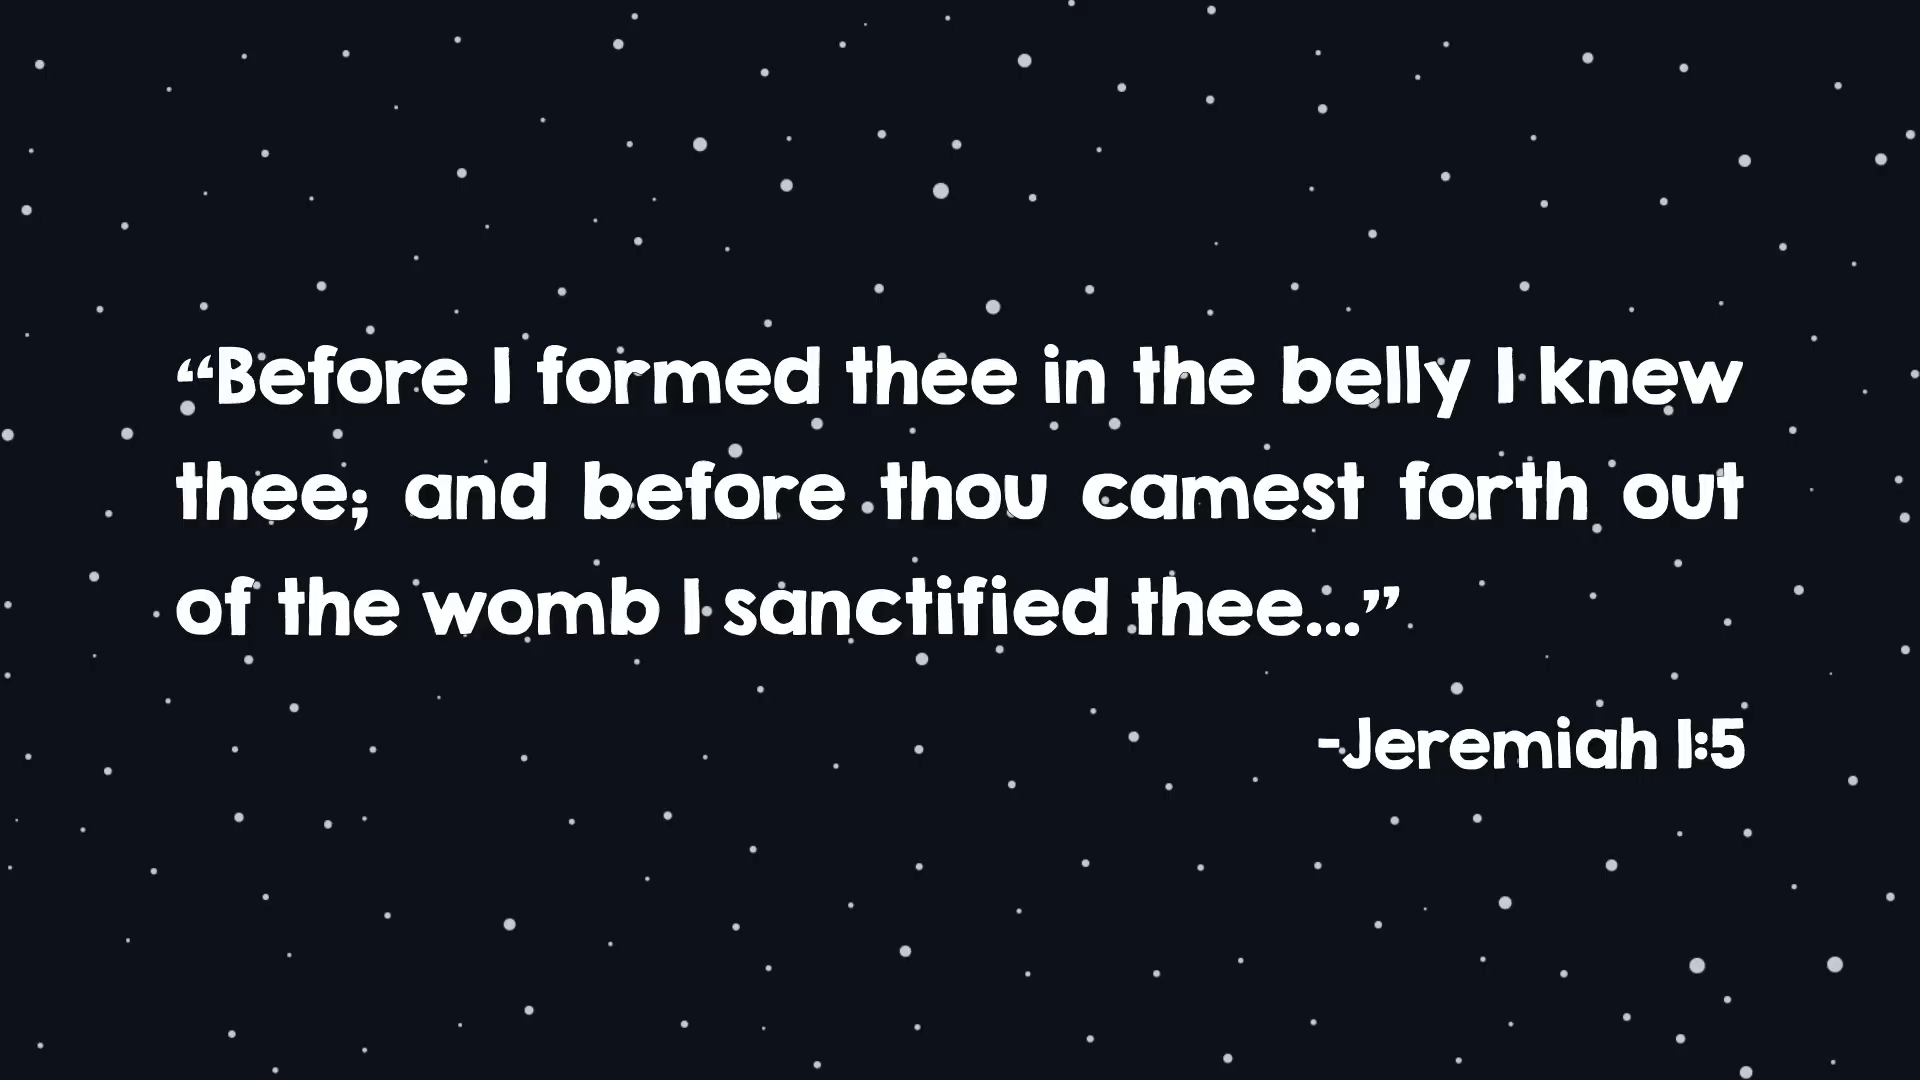 “Before I formed thee in the belly I knew
thee; and before thou camest forth out
of the womb I sanctified thee...”
-Jeremiah 1:5